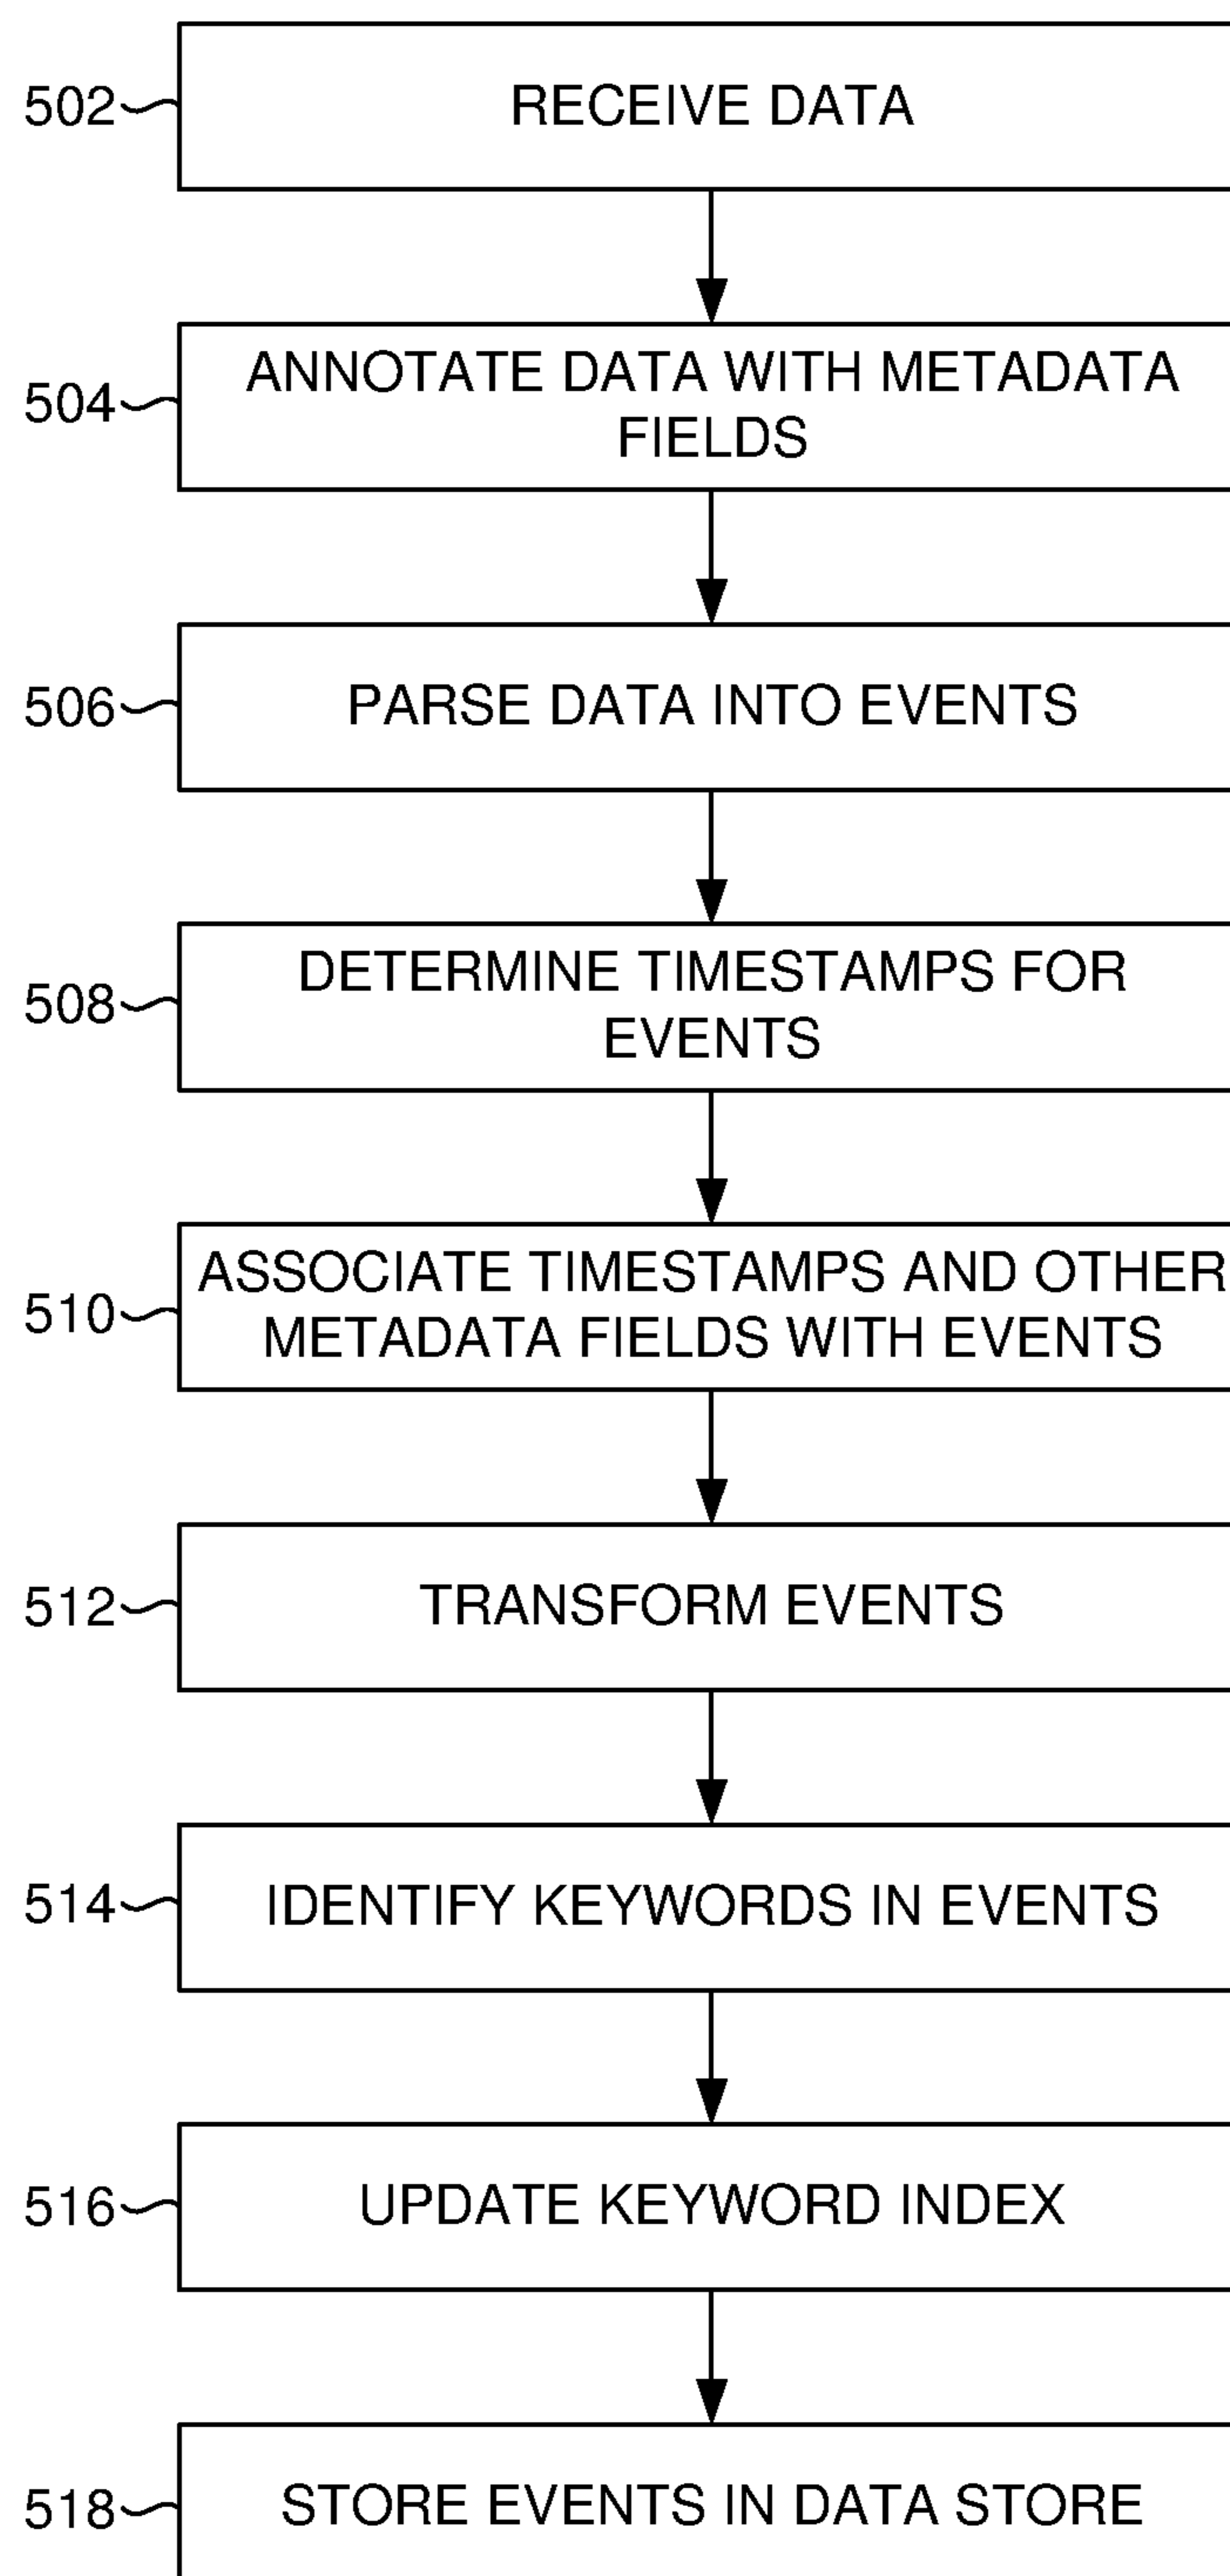 502
RECEIVE DATA
504
ANNOTATE DATA WITH METADATA
FIELDS
506
PARSE DATA INTO EVENTS
508
DETERMINE TIMESTAMPS FOR
EVENTS
510
ASSOCIATE TIMESTAMPS AND OTHER
METADATA FIELDS WITH EVENTS
512
TRANSFORM EVENTS
514
IDENTIFY KEYWORDS IN EVENTS
516
UPDATE KEYWORD INDEX
518
STORE EVENTS IN DATA STORE